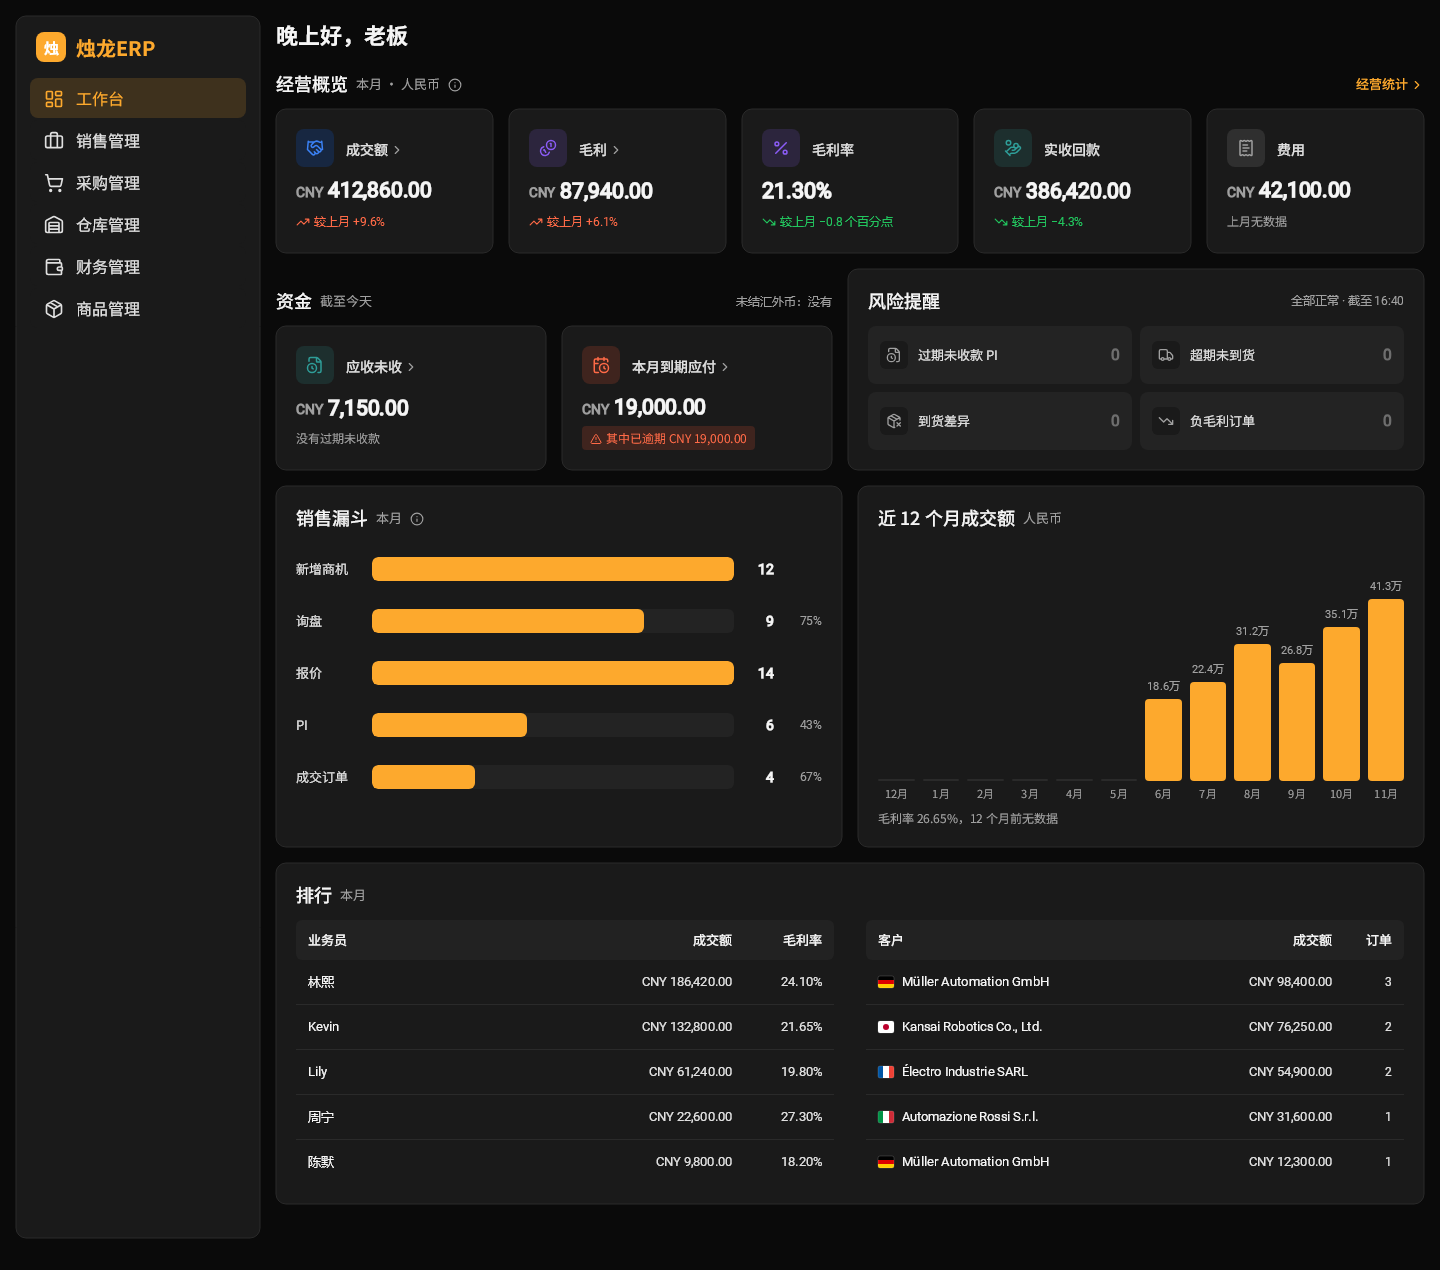 烛 烛龙ERP
工作台
销售管理
采购管理
仓库管理
财务管理
商品管理
晚上好，老板
经营概览 本月 · 人民币
经营统计
成交额
CNY 412,860.00
较上月 +9.6%
毛利
CNY 87,940.00
较上月 +6.1%
毛利率
21.30%
较上月 −0.8 个百分点
实收回款
CNY 386,420.00
较上月 −4.3%
费用
CNY 42,100.00
上月无数据
资金 截至今天
未结汇外币：没有
应收未收
CNY 7,150.00
没有过期未收款
本月到期应付
CNY 19,000.00
其中已逾期 CNY 19,000.00
风险提醒
全部正常 · 截至 16:40
过期未收款 PI 0
超期未到货 0
到货差异 0
负毛利订单 0
销售漏斗 本月
新增商机 12
询盘 9 75%
报价 14
PI 6 43%
成交订单 4 67%
近 12 个月成交额 人民币
41.3万
35.1万
31.2万
26.8万
22.4万
18.6万
12月 1月 2月 3月 4月 5月 6月 7月 8月 9月 10月 11月
毛利率 26.65%，12 个月前无数据
排行 本月
业务员 成交额 毛利率
林熙 CNY 186,420.00 24.10%
Kevin CNY 132,800.00 21.65%
Lily CNY 61,240.00 19.80%
周宁 CNY 22,600.00 27.30%
陈默 CNY 9,800.00 18.20%
客户 成交额 订单
Müller Automation GmbH CNY 98,400.00 3
Kansai Robotics Co., Ltd. CNY 76,250.00 2
Électro Industrie SARL CNY 54,900.00 2
Automazione Rossi S.r.l. CNY 31,600.00 1
Müller Automation GmbH CNY 12,300.00 1